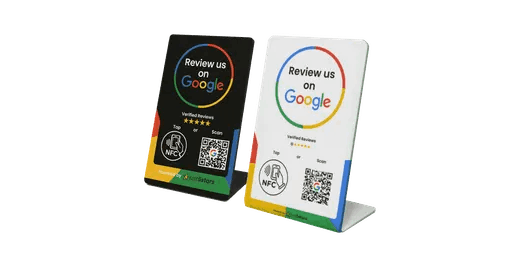 Review us
on
Google
Verified Reviews
Tap or Scan
NFC
Review us
on
Google
Verified Reviews
Tap or Scan
NFC